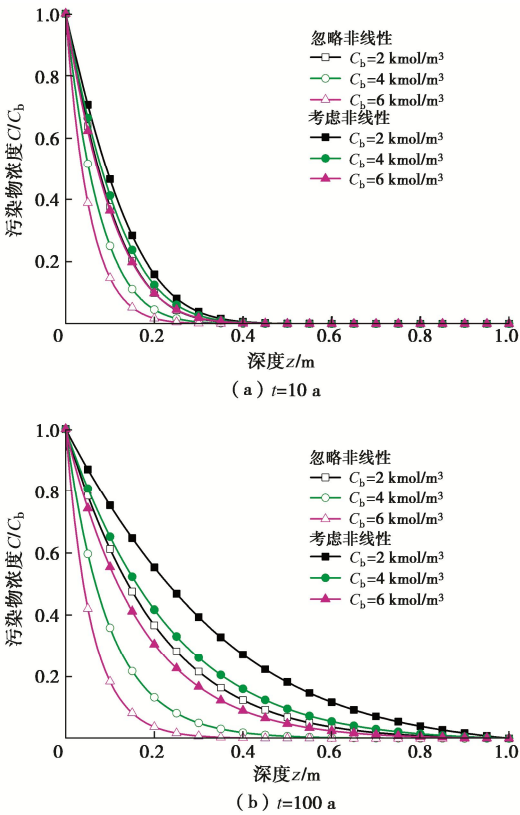 1.0
0.8
0.6
0.4
0.2
0
0.2
0.4
0.6
0.8
1.0
污染物浓度C/Cb
深度z/m
忽略非线性
Cb=2 kmol/m³
Cb=4 kmol/m³
Cb=6 kmol/m³
考虑非线性
Cb=2 kmol/m³
Cb=4 kmol/m³
Cb=6 kmol/m³
（a）t=10 a
1.0
0.8
0.6
0.4
0.2
0
0.2
0.4
0.6
0.8
1.0
污染物浓度C/Cb
深度z/m
忽略非线性
Cb=2 kmol/m³
Cb=4 kmol/m³
Cb=6 kmol/m³
考虑非线性
Cb=2 kmol/m³
Cb=4 kmol/m³
Cb=6 kmol/m³
（b）t=100 a